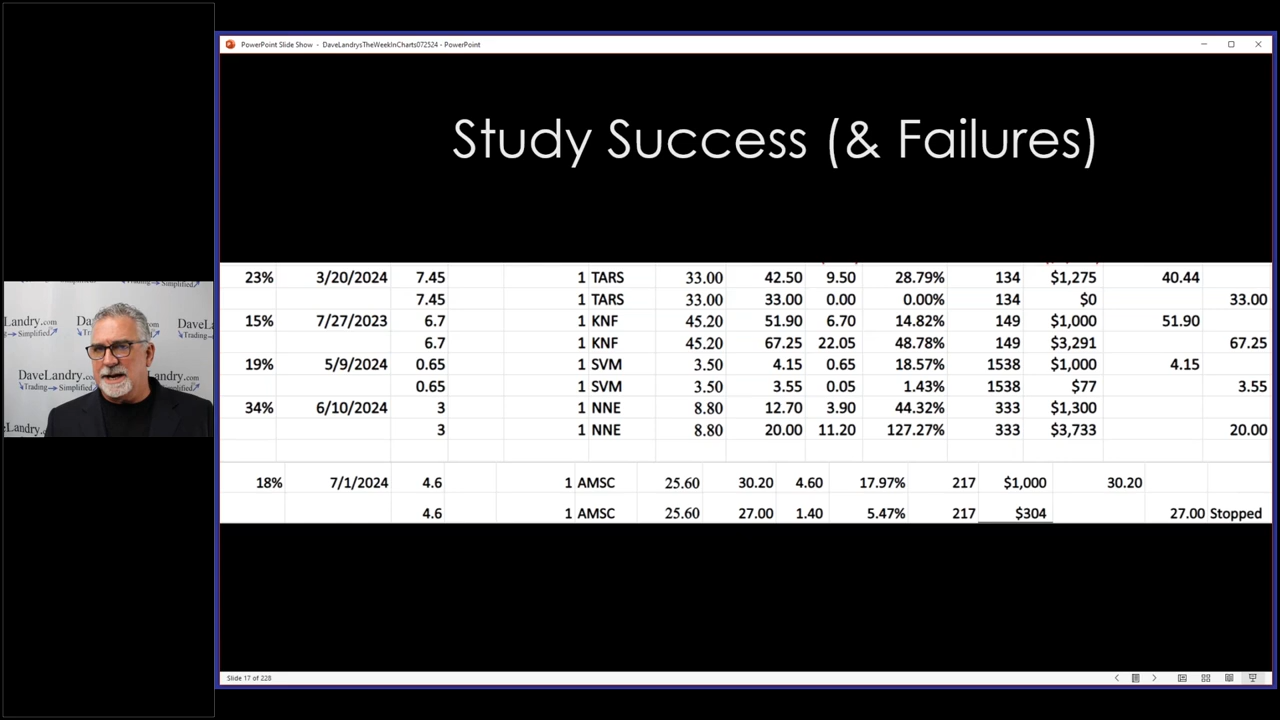 PowerPoint Slide Show - DaveLandrysTheWeekInCharts072524 - PowerPoint
Study Success (& Failures)
23% 3/20/2024 7.45 1 TARS 33.00 42.50 9.50 28.79% 134 $1,275 40.44
7.45 1 TARS 33.00 33.00 0.00 0.00% 134 $0 33.00
15% 7/27/2023 6.7 1 KNF 45.20 51.90 6.70 14.82% 149 $1,000 51.90
6.7 1 KNF 45.20 67.25 22.05 48.78% 149 $3,291 67.25
19% 5/9/2024 0.65 1 SVM 3.50 4.15 0.65 18.57% 1538 $1,000 4.15
0.65 1 SVM 3.50 3.55 0.05 1.43% 1538 $77 3.55
34% 6/10/2024 3 1 NNE 8.80 12.70 3.90 44.32% 333 $1,300
3 1 NNE 8.80 20.00 11.20 127.27% 333 $3,733 20.00
18% 7/1/2024 4.6 1 AMSC 25.60 30.20 4.60 17.97% 217 $1,000 30.20
4.6 1 AMSC 25.60 27.00 1.40 5.47% 217 $304 27.00 Stopped
Landry.com DaveLandry.com DaveLa
Simplified Trading Simplified Trading
DaveLandry.com
Trading Simplified
Slide 17 of 228